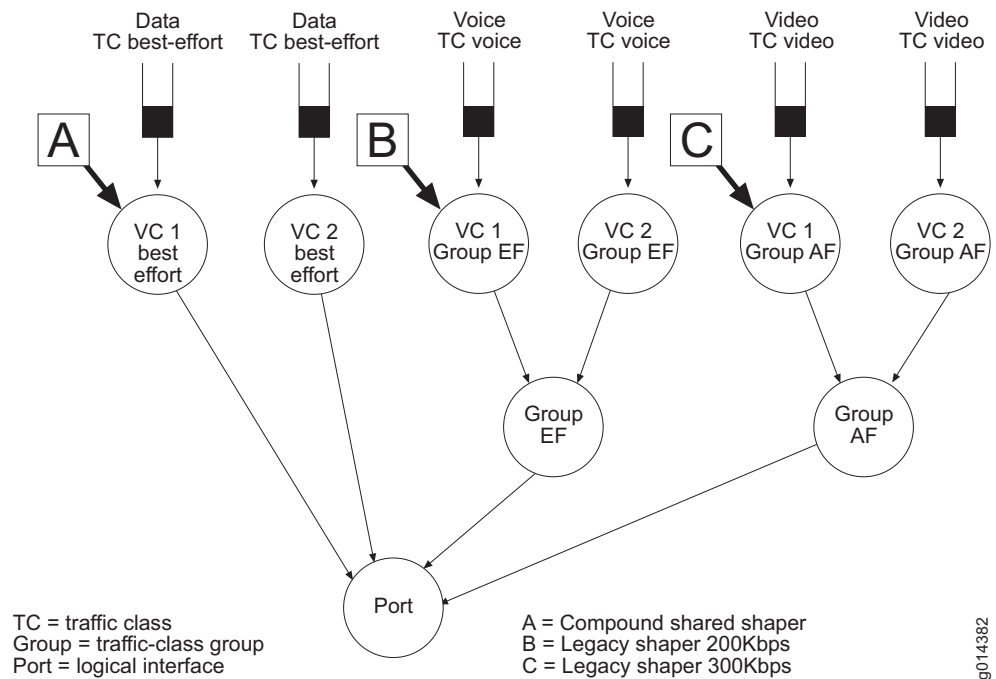 Data
TC best-effort
Data
TC best-effort
Voice
TC voice
Voice
TC voice
Video
TC video
Video
TC video
A
B
C
VC 1
best
effort
VC 2
best
effort
VC 1
Group EF
VC 2
Group EF
VC 1
Group AF
VC 2
Group AF
Group
EF
Group
AF
Port
TC = traffic class
Group = traffic-class group
Port = logical interface
A = Compound shared shaper
B = Legacy shaper 200Kbps
C = Legacy shaper 300Kbps
g014382